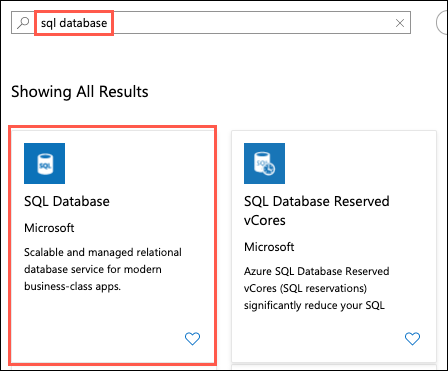 sql database
Showing All Results
SQL
SQL Database
Microsoft
Scalable and managed relational
database service for modern
business-class apps.
SQL
SQL Database Reserved
vCores
Microsoft
Azure SQL Database Reserved
vCores (SQL reservations)
significantly reduce your SQL